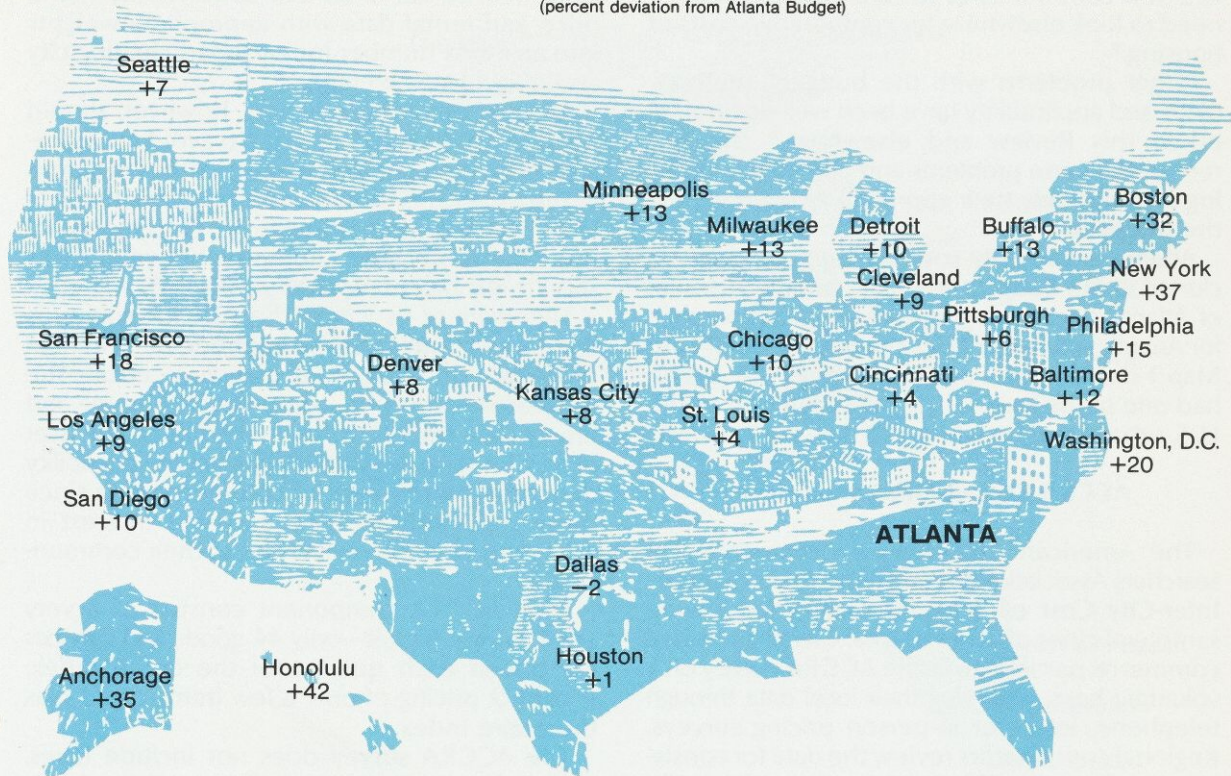 (percent deviation from Atlanta Budget)
Seattle
+7
Minneapolis
+13
Milwaukee
+13
Detroit
+10
Buffalo
+13
Boston
+32
Cleveland
+9
New York
+37
Pittsburgh
+6
Philadelphia
+15
San Francisco
+18
Denver
+8
Kansas City
+8
Chicago
+10
Cincinnati
+4
Baltimore
+12
Los Angeles
+9
St. Louis
+4
Washington, D.C.
+20
San Diego
+10
ATLANTA
Dallas
−2
Houston
+1
Anchorage
+35
Honolulu
+42